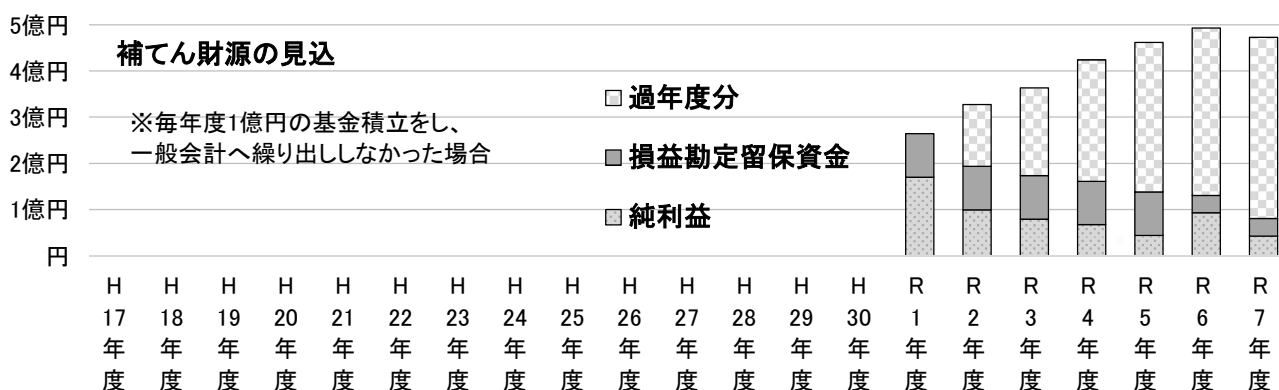 5億円
補てん財源の見込
4億円
過年度分
3億円
※毎年度1億円の基金積立をし、
一般会計へ繰り出ししなかった場合
2億円
損益勘定留保資金
1億円
純利益
円
H H H H H H H H H H H H H H R R R R R R R
17 18 19 20 21 22 23 24 25 26 27 28 29 30 1 2 3 4 5 6 7
年 年 年 年 年 年 年 年 年 年 年 年 年 年 年 年 年 年 年 年 年
度 度 度 度 度 度 度 度 度 度 度 度 度 度 度 度 度 度 度 度 度